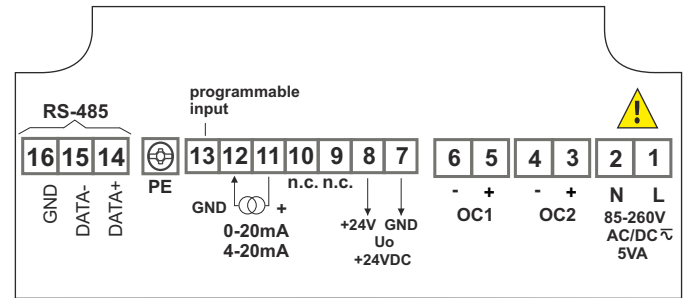 programmable
input
RS-485
16 15 14 13 12 11 10 9 8 7 6 5 4 3 2 1
PE
n.c. n.c.
GND DATA- DATA+
GND +
0-20mA
4-20mA
+24V GND
Uo
+24VDC
- +
OC1
- +
OC2
N L
85-260V
AC/DC
5VA